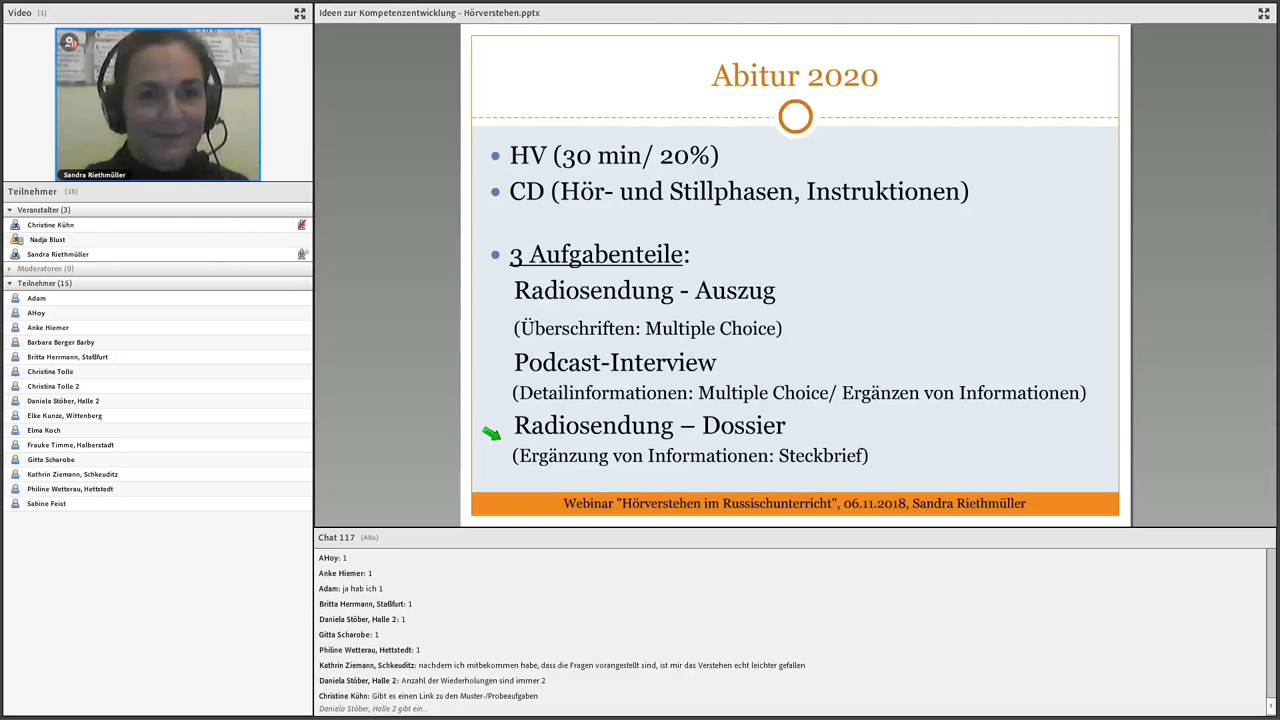 Video (1)
Sandra Riethmüller
Teilnehmer (18)
Veranstalter (3)
Christine Kühn
Nadja Blust
Sandra Riethmüller
Moderatoren (0)
Teilnehmer (15)
Adam
AHoy
Anke Hiemer
Barbara Berger Barby
Britta Herrmann, Staßfurt
Christina Tolle
Christina Tolle 2
Daniela Stöber, Halle 2
Elke Kunze, Wittenberg
Elma Koch
Frauke Timme, Halberstadt
Gitta Scharobe
Kathrin Ziemann, Schkeuditz
Philine Wetterau, Hettstedt
Sabine Feist
Ideen zur Kompetenzentwicklung - Hörverstehen.pptx
Abitur 2020
• HV (30 min/ 20%)
• CD (Hör- und Stillphasen, Instruktionen)
• 3 Aufgabenteile:
Radiosendung - Auszug
(Überschriften: Multiple Choice)
Podcast-Interview
(Detailinformationen: Multiple Choice/ Ergänzen von Informationen)
Radiosendung – Dossier
(Ergänzung von Informationen: Steckbrief)
Webinar "Hörverstehen im Russischunterricht", 06.11.2018, Sandra Riethmüller
Chat 117 (Alle)
AHoy: 1
Anke Hiemer: 1
Adam: ja hab ich 1
Britta Herrmann, Staßfurt: 1
Daniela Stöber, Halle 2: 1
Gitta Scharobe: 1
Philine Wetterau, Hettstedt: 1
Kathrin Ziemann, Schkeuditz: nachdem ich mitbekommen habe, dass die Fragen vorangestellt sind, ist mir das Verstehen echt leichter gefallen
Daniela Stöber, Halle 2: Anzahl der Wiederholungen sind immer 2
Christine Kühn: Gibt es einen Link zu den Muster-/Probeaufgaben
Daniela Stöber, Halle 2 gibt ein...